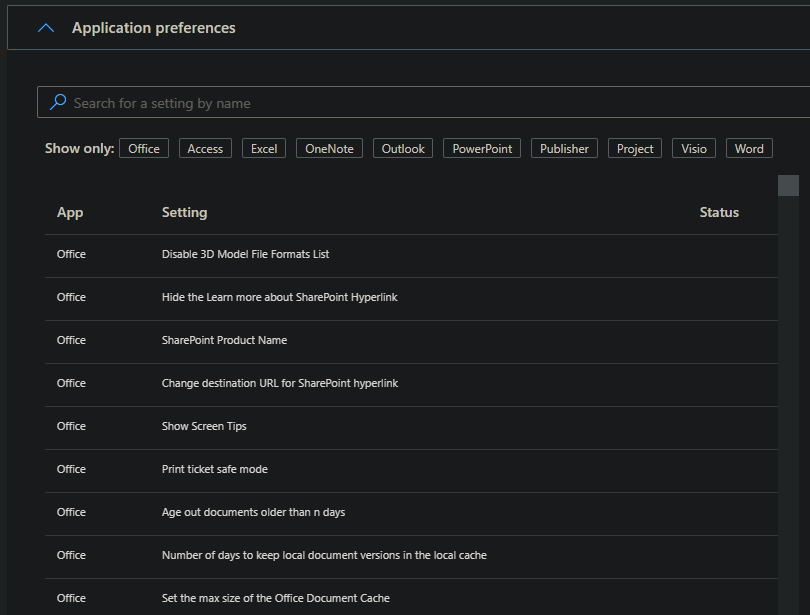 Application preferences
Search for a setting by name
Show only: Office Access Excel OneNote Outlook PowerPoint Publisher Project Visio Word
App Setting Status
Office Disable 3D Model File Formats List
Office Hide the Learn more about SharePoint Hyperlink
Office SharePoint Product Name
Office Change destination URL for SharePoint hyperlink
Office Show Screen Tips
Office Print ticket safe mode
Office Age out documents older than n days
Office Number of days to keep local document versions in the local cache
Office Set the max size of the Office Document Cache